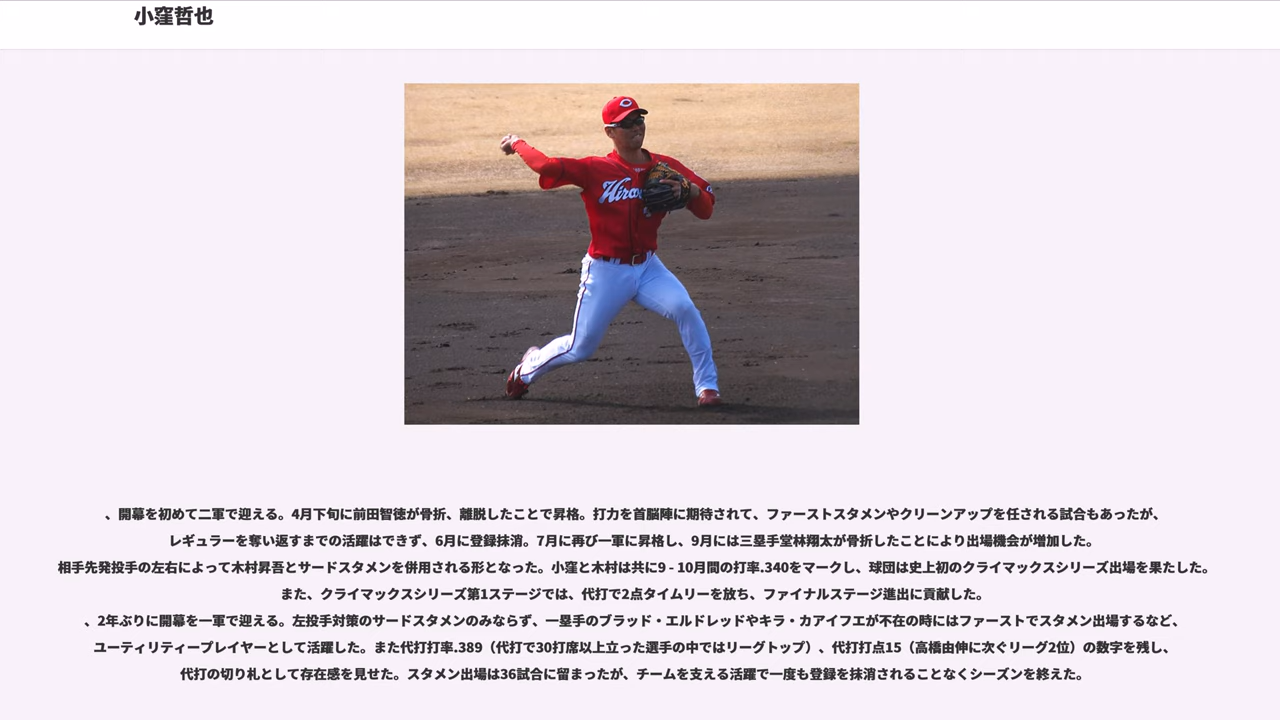 小窪哲也
Hiro
、開幕を初めて二軍で迎える。4月下旬に前田智徳が骨折、離脱したことで昇格。打力を首脳陣に期待されて、ファーストスタメンやクリーンアップを任される試合もあったが、
レギュラーを奪い返すまでの活躍はできず、6月に登録抹消。7月に再び一軍に昇格し、9月には三塁手堂林翔太が骨折したことにより出場機会が増加した。
相手先発投手の左右によって木村昇吾とサードスタメンを併用される形となった。小窪と木村は共に9 - 10月間の打率.340をマークし、球団は史上初のクライマックスシリーズ出場を果たした。
また、クライマックスシリーズ第1ステージでは、代打で2点タイムリーを放ち、ファイナルステージ進出に貢献した。
、2年ぶりに開幕を一軍で迎える。左投手対策のサードスタメンのみならず、一塁手のブラッド・エルドレッドやキラ・カアイフエが不在の時にはファーストでスタメン出場するなど、
ユーティリティープレイヤーとして活躍した。また代打打率.389（代打で30打席以上立った選手の中ではリーグトップ）、代打打点15（高橋由伸に次ぐリーグ2位）の数字を残し、
代打の切り札として存在感を見せた。スタメン出場は36試合に留まったが、チームを支える活躍で一度も登録を抹消されることなくシーズンを終えた。